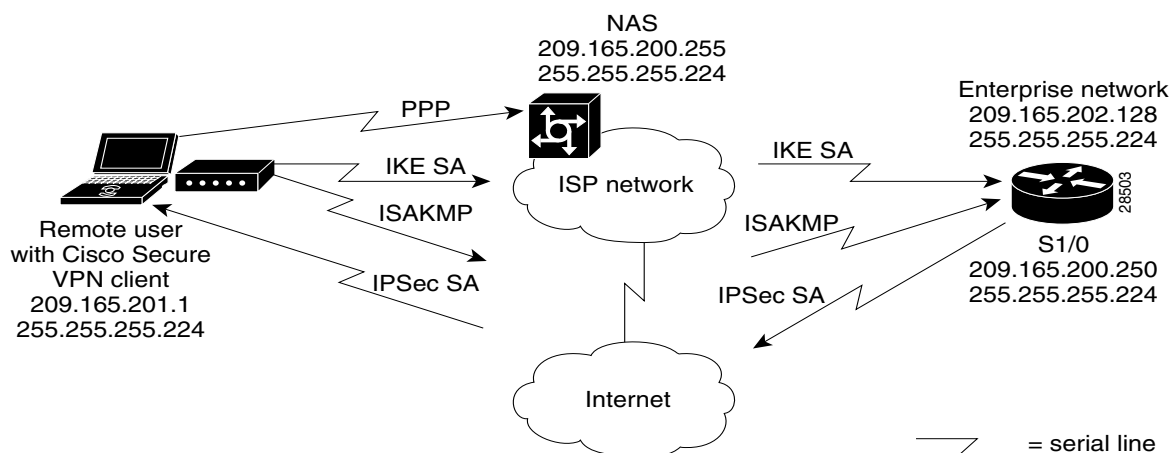 NAS
209.165.200.255
255.255.255.224
Enterprise network
209.165.202.128
255.255.255.224
PPP
IKE SA
IKE SA
ISP network
28503
ISAKMP
ISAKMP
Remote user
with Cisco Secure
VPN client
209.165.201.1
255.255.255.224
IPSec SA
IPSec SA
S1/0
209.165.200.250
255.255.255.224
Internet
= serial line